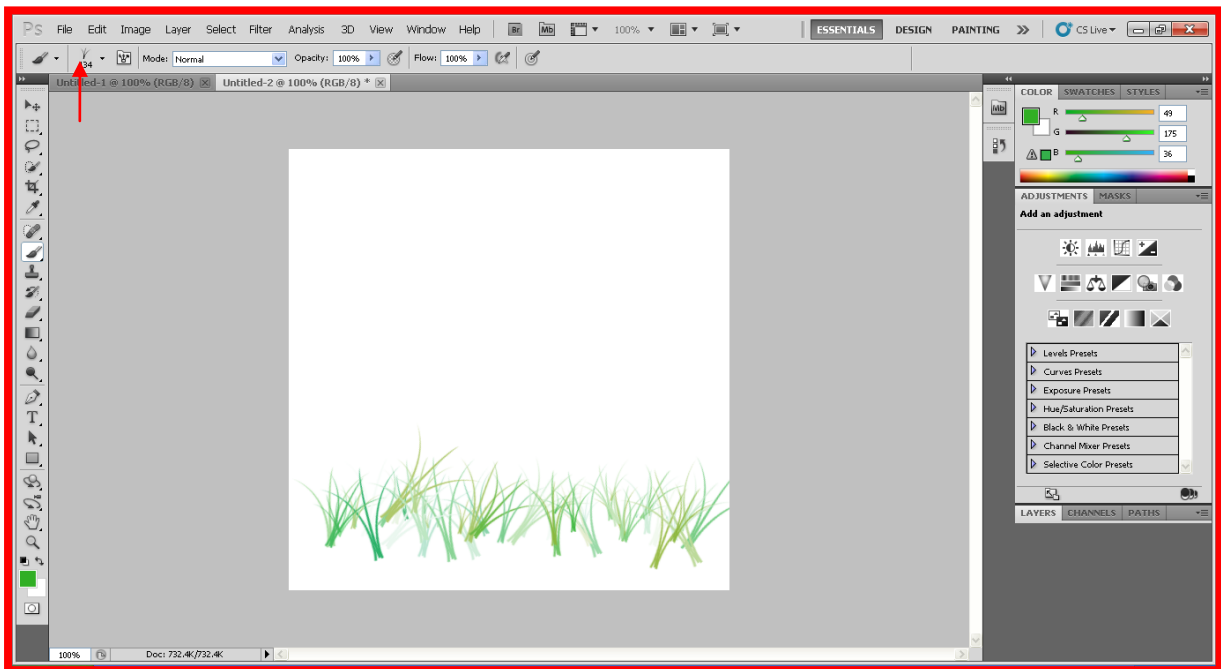 Ps File Edit Image Layer Select Filter Analysis 3D View Window Help Br Mb 100% ESSENTIALS DESIGN PAINTING CS Live
Mode: Normal Opacity: 100% Flow: 100%
Untitled-1 @ 100% (RGB/8) Untitled-2 @ 100% (RGB/8) *
COLOR SWATCHES STYLES
Mb
R 49
G 175
B 36
ADJUSTMENTS MASKS
Add an adjustment
Levels Presets
Curves Presets
Exposure Presets
Hue/Saturation Presets
Black & White Presets
Channel Mixer Presets
Selective Color Presets
LAYERS CHANNELS PATHS
T
100% Doc: 732.4K/732.4K